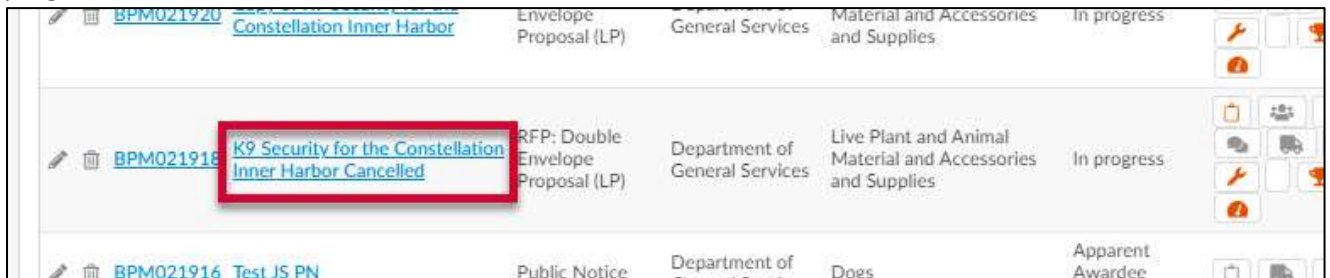 BPM021920
Constellation Inner Harbor
Envelope
Proposal (LP)
General Services
Material and Accessories
and Supplies
In progress
BPM021918
K9 Security for the Constellation
Inner Harbor Cancelled
RFP: Double
Envelope
Proposal (LP)
Department of
General Services
Live Plant and Animal
Material and Accessories
and Supplies
In progress
BPM021916
Test JS PN
Public Notice
Department of
Dogs
Apparent
Awardee